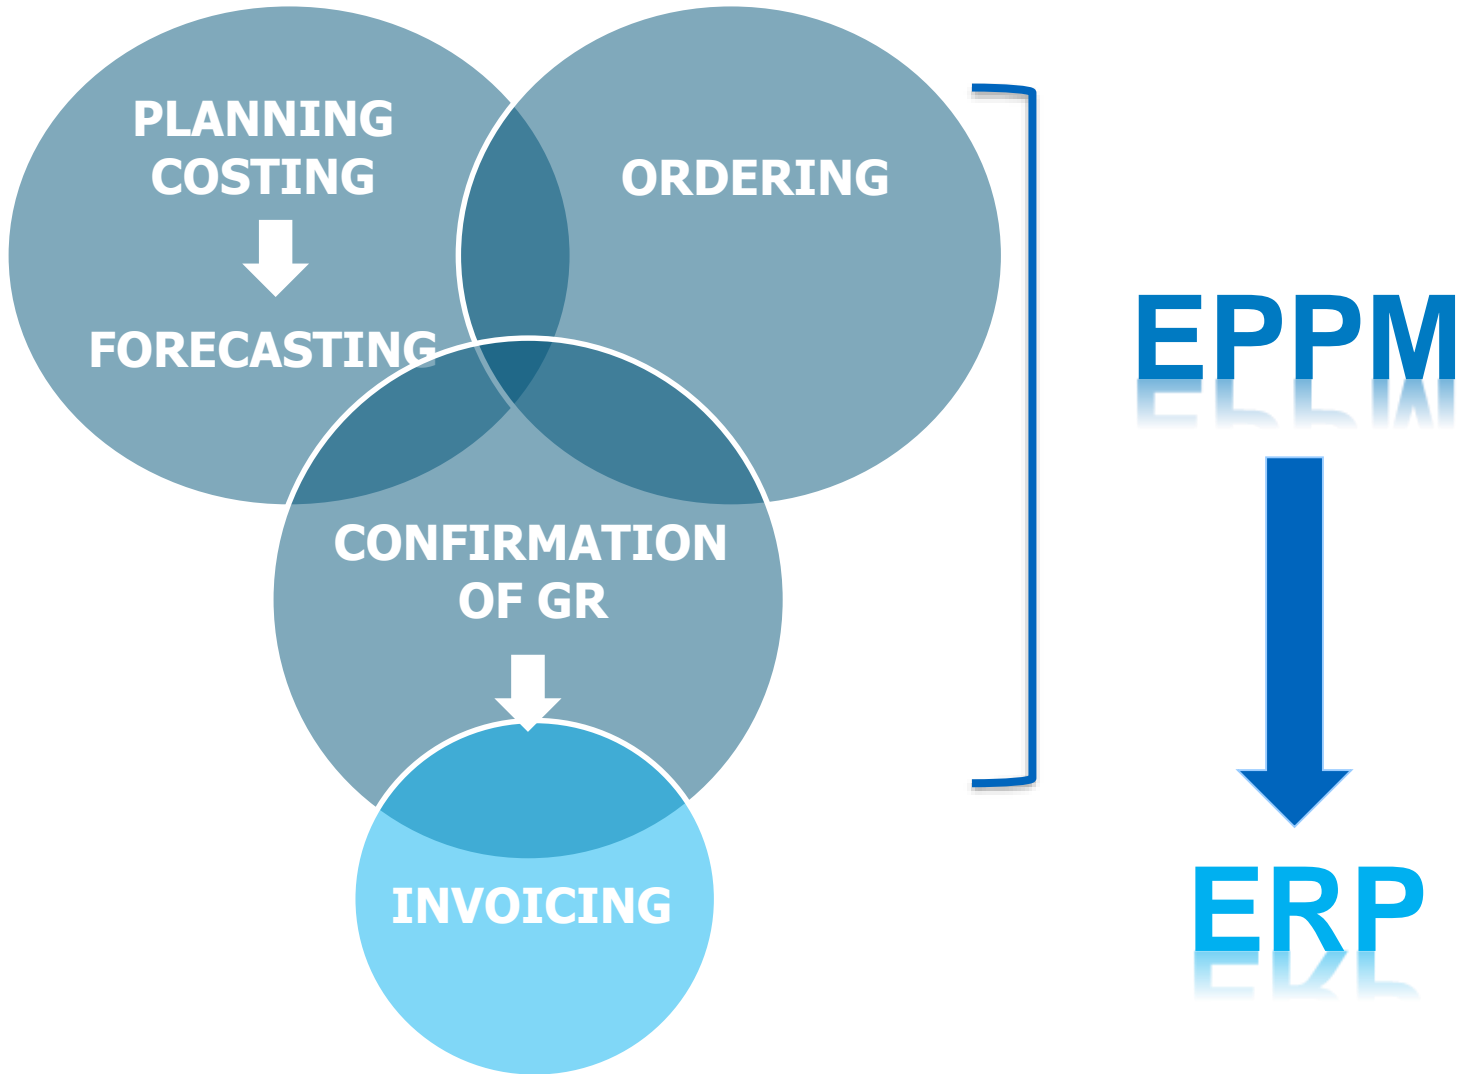 PLANNING
COSTING
FORECASTING
ORDERING
CONFIRMATION
OF GR
INVOICING
EPPM
ERP